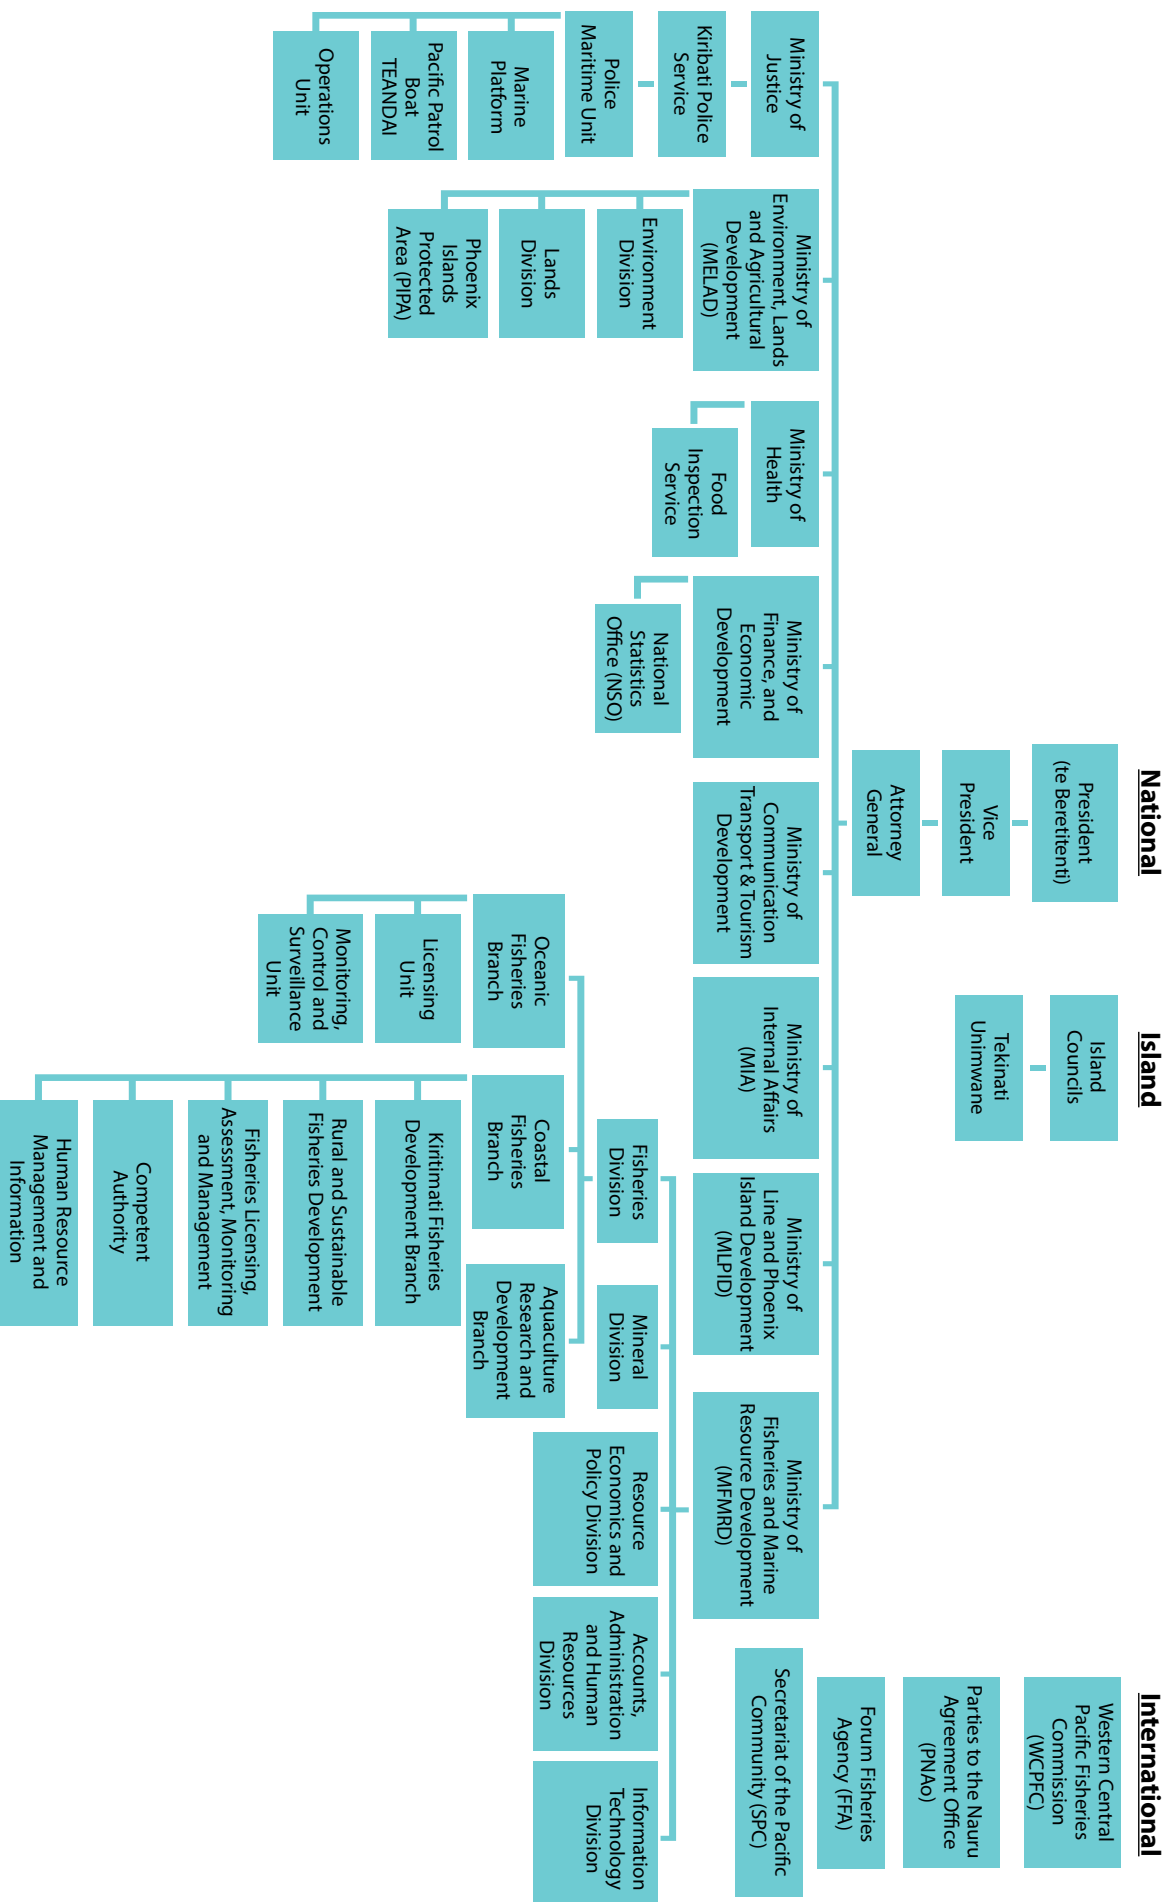 National
Island
International
President
(te Beretitenti)
Vice
President
Attorney
General
Island
Councils
Tekinati
Unimwane
Western Central
Pacific Fisheries
Commission
(WCPFC)
Parties to the Nauru
Agreement Office
(PNAo)
Forum Fisheries
Agency (FFA)
Secretariat of the Pacific
Community (SPC)
Ministry of
Justice
Kiribati Police
Service
Police
Maritime Unit
Marine
Platform
Pacific Patrol
Boat
TEANDAI
Operations
Unit
Ministry of
Environment, Lands
and Agricultural
Development
(MELAD)
Environment
Division
Lands
Division
Phoenix
Islands
Protected
Area (PIPA)
Ministry of
Health
Food
Inspection
Service
Ministry of
Finance, and
Economic
Development
National
Statistics
Office (NSO)
Ministry of
Communication
Transport & Tourism
Development
Ministry of
Internal Affairs
(MIA)
Ministry of
Line and Phoenix
Island Development
(MLPID)
Ministry of
Fisheries and Marine
Resource Development
(MFMRD)
Fisheries
Division
Mineral
Division
Resource
Economics and
Policy Division
Accounts,
Administration
and Human
Resources
Division
Information
Technology
Division
Oceanic
Fisheries
Branch
Licensing
Unit
Monitoring,
Control and
Surveillance
Unit
Coastal
Fisheries
Branch
Kiritimati Fisheries
Development Branch
Rural and Sustainable
Fisheries Development
Fisheries Licensing,
Assessment, Monitoring
and Management
Competent
Authority
Human Resource
Management and
Information
Aquaculture
Research and
Development
Branch